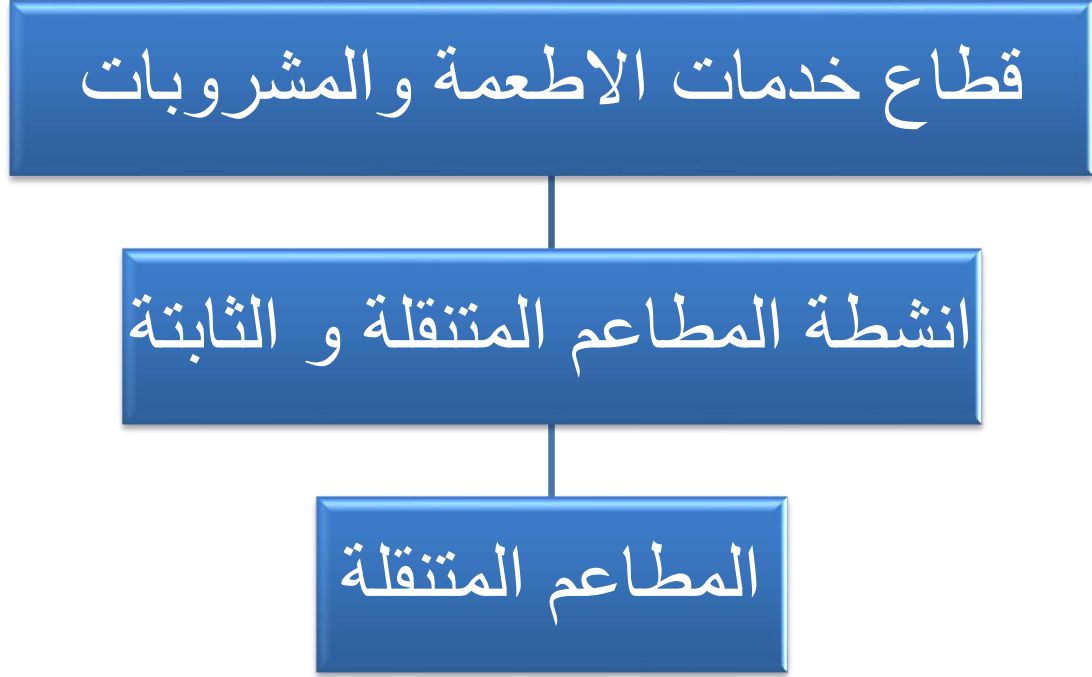 قطاع خدمات الاطعمة والمشروبات
انشطة المطاعم المتنقلة و الثابتة
المطاعم المتنقلة